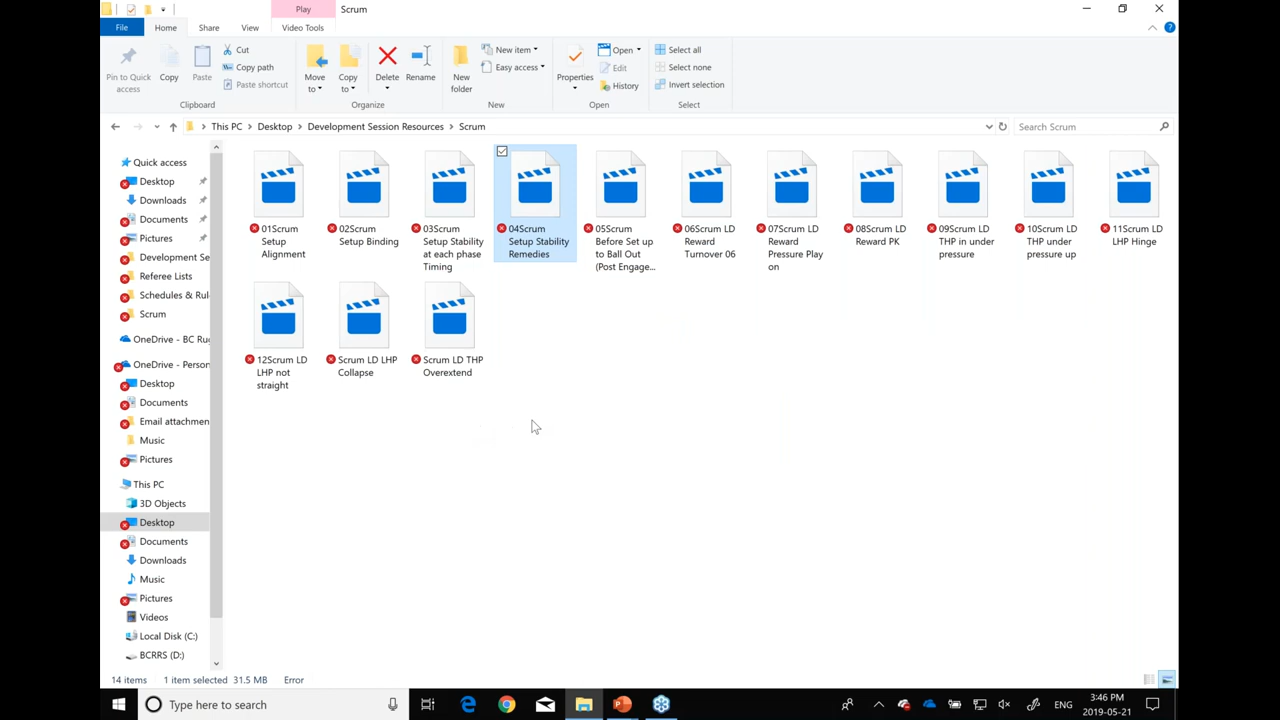 Play
Scrum
File
Home
Share
View
Video Tools
Pin to Quick access
Copy
Paste
Cut
Copy path
Paste shortcut
Clipboard
Move to
Copy to
Delete
Rename
Organize
New folder
New item
Easy access
New
Properties
Open
Edit
History
Open
Select all
Select none
Invert selection
Select
This PC
Desktop
Development Session Resources
Scrum
Search Scrum
Quick access
Desktop
Downloads
Documents
Pictures
Development Se
Referee Lists
Schedules & Rul
Scrum
OneDrive - BC Ru
OneDrive - Person
Desktop
Documents
Email attachmen
Music
Pictures
This PC
3D Objects
Desktop
Documents
Downloads
Music
Pictures
Videos
Local Disk (C:)
BCRRS (D:)
01Scrum
Setup
Alignment
02Scrum
Setup Binding
03Scrum
Setup Stability
at each phase
Timing
04Scrum
Setup Stability
Remedies
05Scrum
Before Set up
to Ball Out
(Post Engage...
06Scrum LD
Reward
Turnover 06
07Scrum LD
Reward
Pressure Play
on
08Scrum LD
Reward PK
09Scrum LD
THP in under
pressure
10Scrum LD
THP under
pressure up
11Scrum LD
LHP Hinge
12Scrum LD
LHP not
straight
Scrum LD LHP
Collapse
Scrum LD THP
Overextend
14 items
1 item selected 31.5 MB
Error
Type here to search
ENG
3:46 PM
2019-05-21